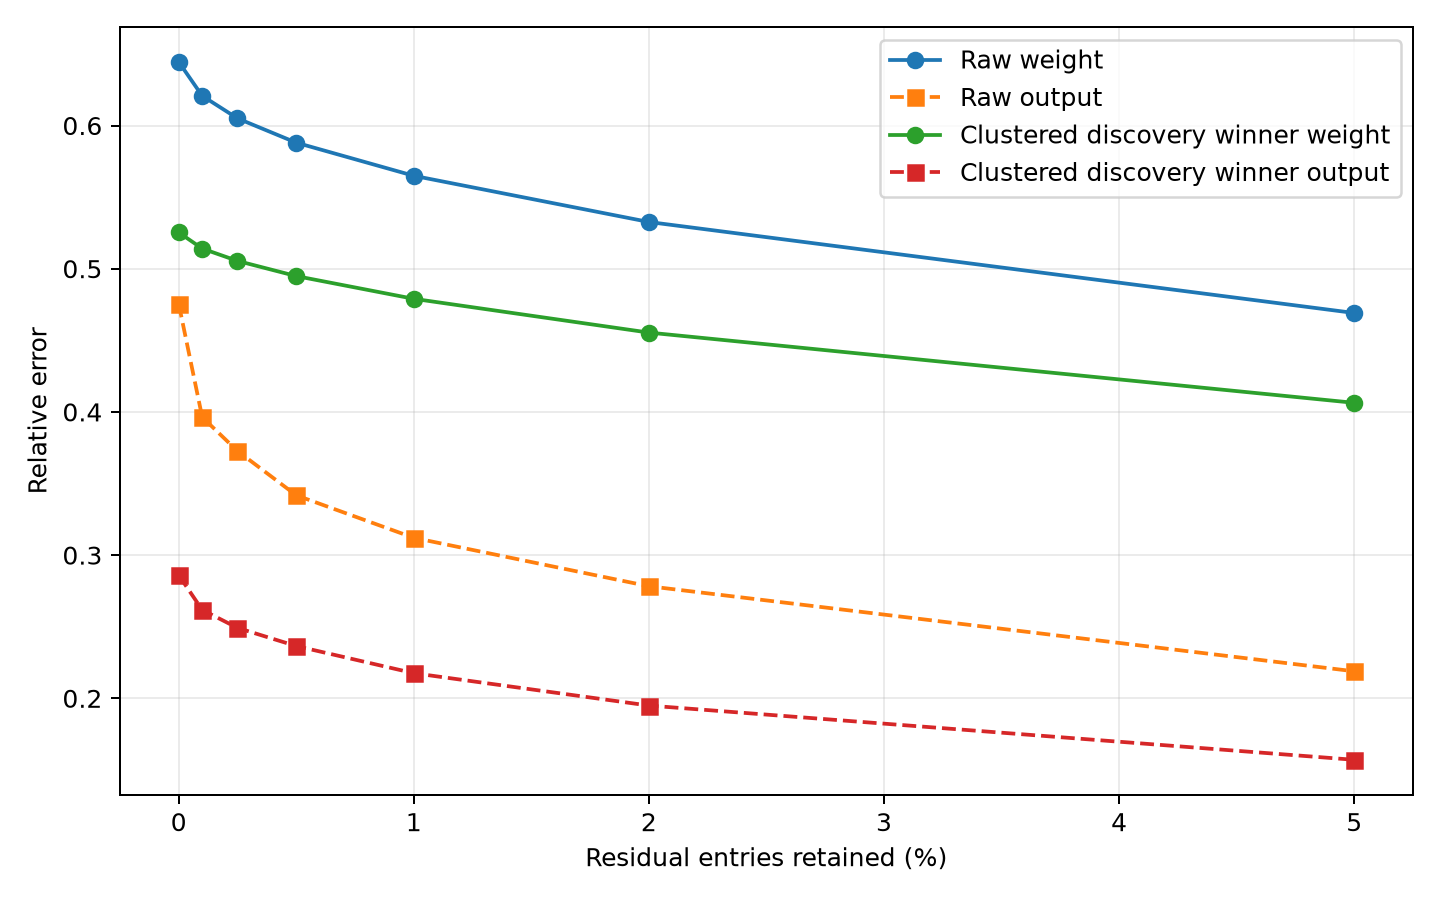 Raw weight
Raw output
Clustered discovery winner weight
Clustered discovery winner output
Relative error
0.6
0.5
0.4
0.3
0.2
0 1 2 3 4 5
Residual entries retained (%)